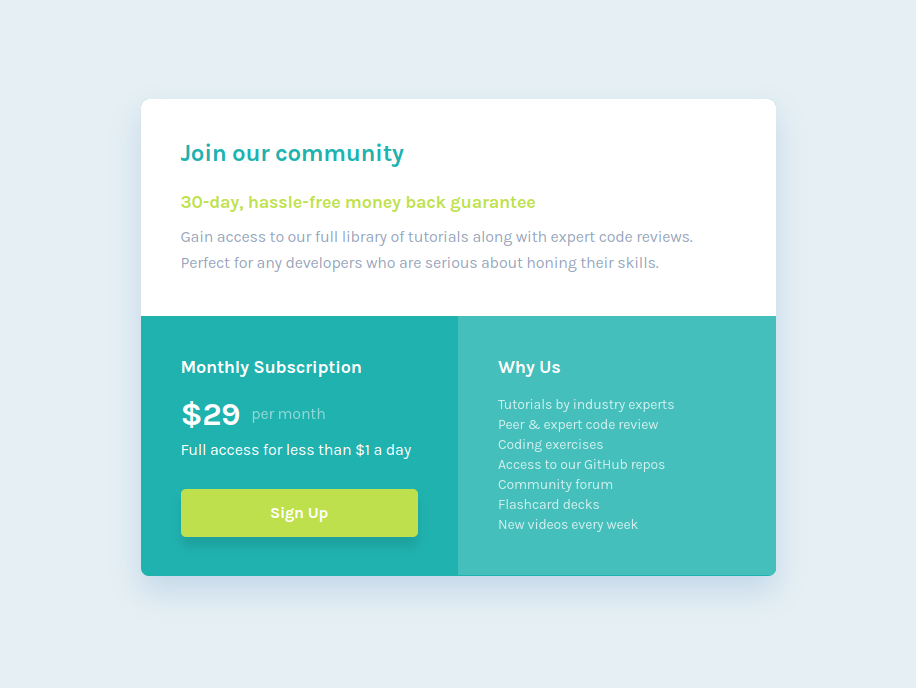 Join our community
30-day, hassle-free money back guarantee
Gain access to our full library of tutorials along with expert code reviews.
Perfect for any developers who are serious about honing their skills.
Monthly Subscription
$29 per month
Full access for less than $1 a day
Sign Up
Why Us
Tutorials by industry experts
Peer & expert code review
Coding exercises
Access to our GitHub repos
Community forum
Flashcard decks
New videos every week